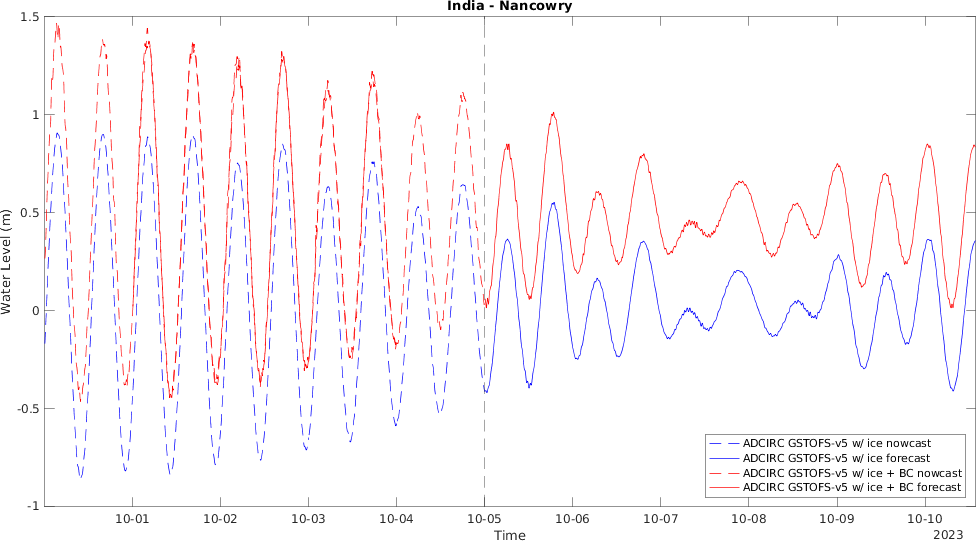 India - Nancowry
1.5
1
0.5
0
-0.5
-1
Water Level (m)
ADCIRC GSTOFS-v5 w/ ice nowcast
ADCIRC GSTOFS-v5 w/ ice forecast
ADCIRC GSTOFS-v5 w/ ice + BC nowcast
ADCIRC GSTOFS-v5 w/ ice + BC forecast
10-01 10-02 10-03 10-04 10-05 10-06 10-07 10-08 10-09 10-10
Time
2023